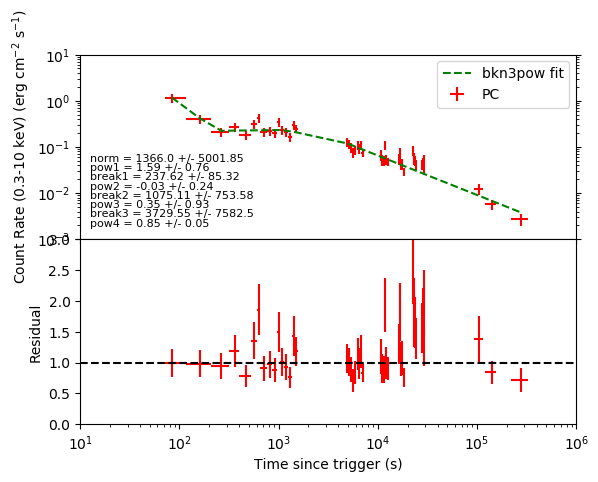 Count Rate (0.3-10 keV) (erg cm⁻² s⁻¹)
10¹
10⁰
10⁻¹
10⁻²
10⁻³
bkn3pow fit
PC
norm = 1366.0 +/- 5001.85
pow1 = 1.59 +/- 0.76
break1 = 237.62 +/- 85.32
pow2 = -0.03 +/- 0.24
break2 = 1075.11 +/- 753.58
pow3 = 0.35 +/- 0.93
break3 = 3729.55 +/- 7582.5
pow4 = 0.85 +/- 0.05
Residual
3.0
2.5
2.0
1.5
1.0
0.5
0.0
10¹ 10² 10³ 10⁴ 10⁵ 10⁶
Time since trigger (s)